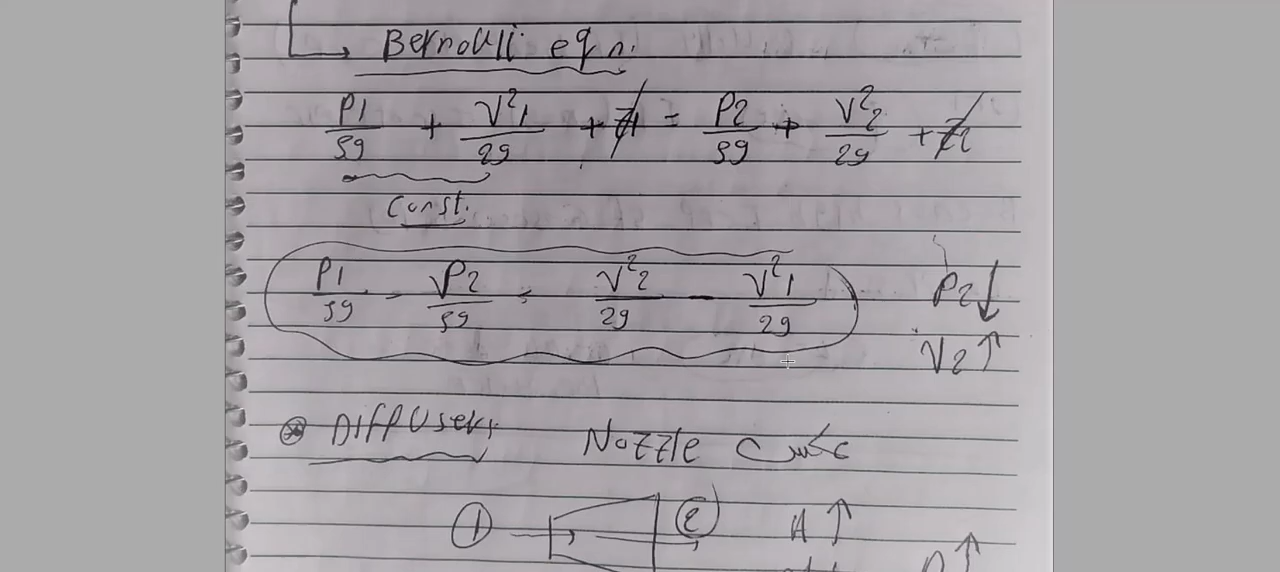 Bernoulli eqn.
P1/ρg + V²1/2g + Z1 = P2/ρg + V²2/2g + Z2
Const.
P1/ρg - P2/ρg = V²2/2g - V²1/2g
P2↓
V2↑
⊛ Diffuser
Nozzle عكس
1 2
A↑